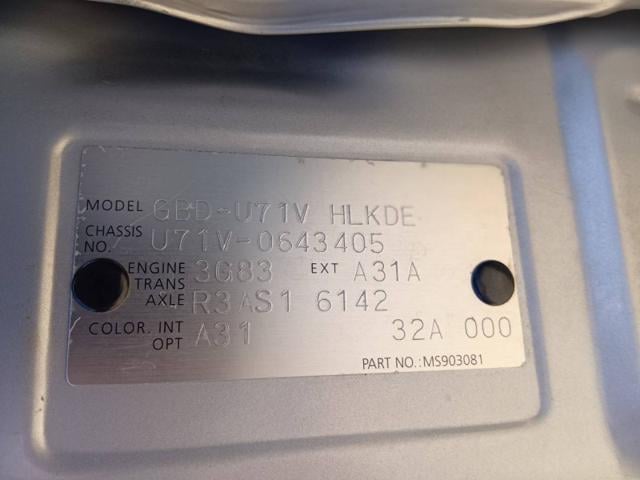 MODEL GBD-U71V HLKDE
CHASSIS NO. U71V-0643405
ENGINE 3G83 EXT A31A
TRANS AXLE R3AS1 6142
COLOR. INT OPT A31 32A 000
PART NO.:MS903081